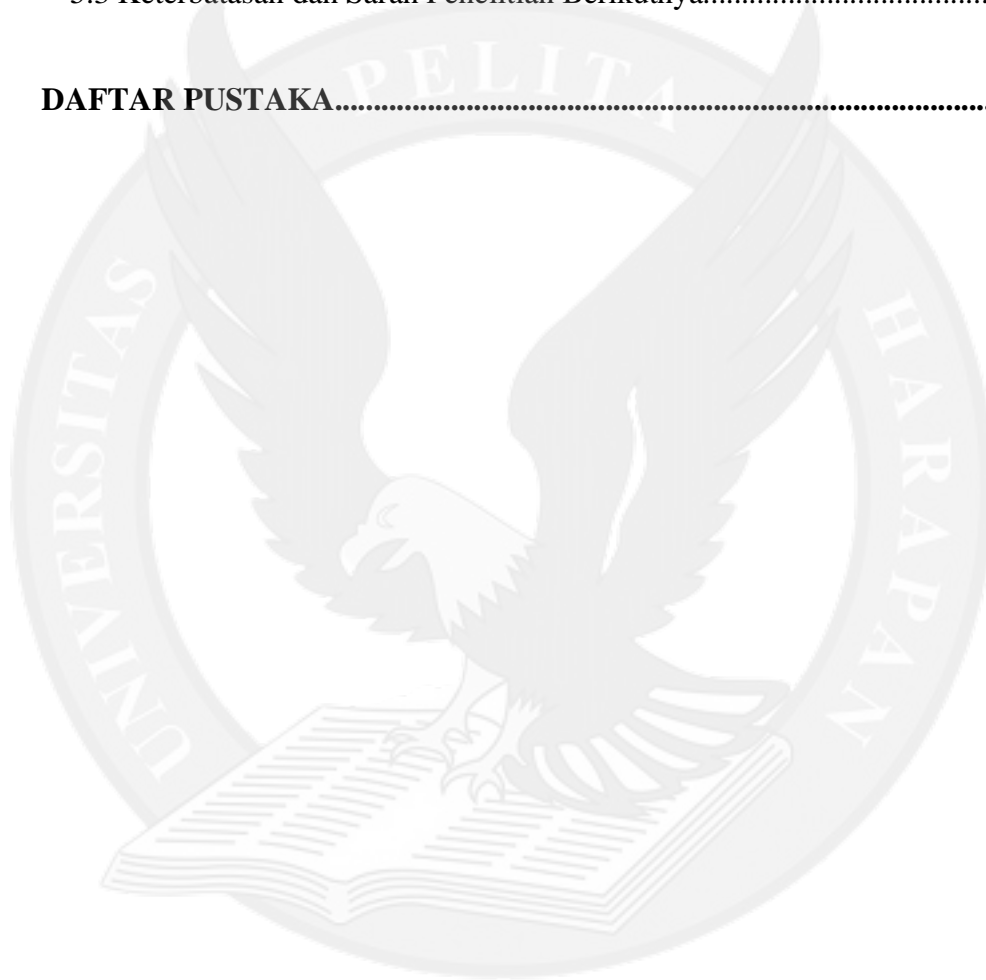 5.3 Keterbatasan dan Saran Penelitian Berikutnya....................................
DAFTAR PUSTAKA....................................................................................
UNIVERSITAS PELITA HARAPAN